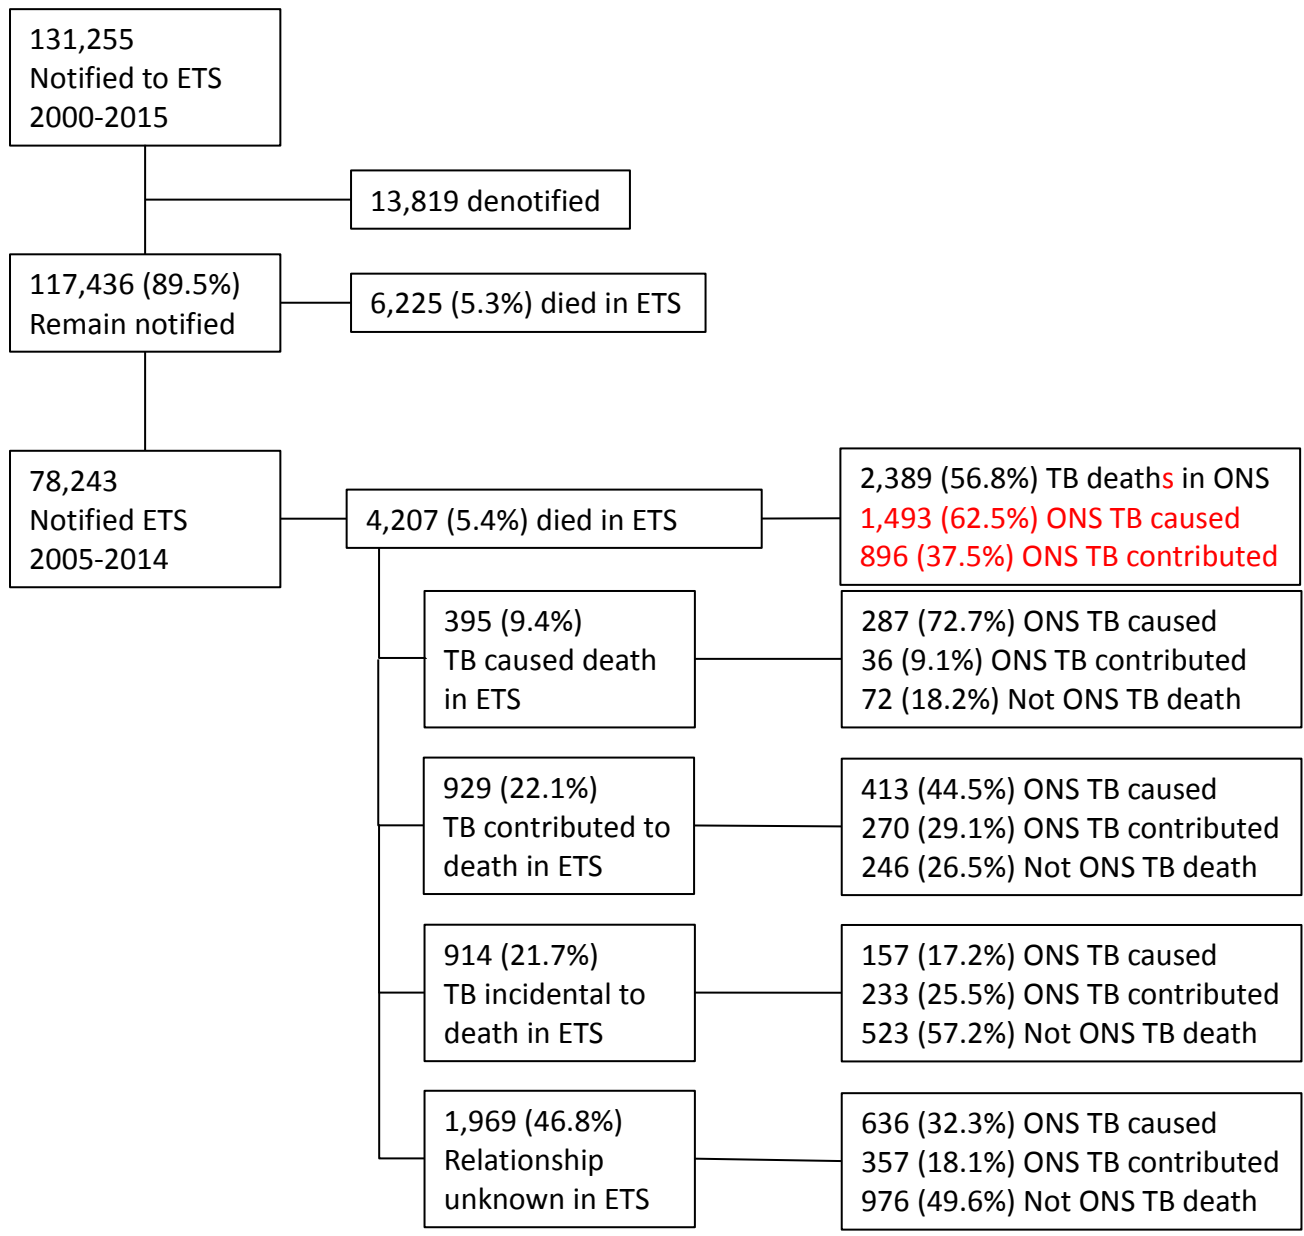 131,255
Notified to ETS
2000-2015
13,819 denotified
117,436 (89.5%)
Remain notified
6,225 (5.3%) died in ETS
78,243
Notified ETS
2005-2014
4,207 (5.4%) died in ETS
2,389 (56.8%) TB deaths in ONS
1,493 (62.5%) ONS TB caused
896 (37.5%) ONS TB contributed
395 (9.4%)
TB caused death
in ETS
287 (72.7%) ONS TB caused
36 (9.1%) ONS TB contributed
72 (18.2%) Not ONS TB death
929 (22.1%)
TB contributed to
death in ETS
413 (44.5%) ONS TB caused
270 (29.1%) ONS TB contributed
246 (26.5%) Not ONS TB death
914 (21.7%)
TB incidental to
death in ETS
157 (17.2%) ONS TB caused
233 (25.5%) ONS TB contributed
523 (57.2%) Not ONS TB death
1,969 (46.8%)
Relationship
unknown in ETS
636 (32.3%) ONS TB caused
357 (18.1%) ONS TB contributed
976 (49.6%) Not ONS TB death